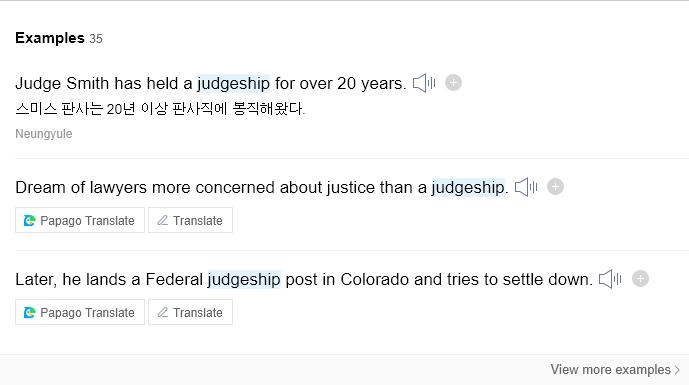 Examples 35
Judge Smith has held a judgeship for over 20 years.
스미스 판사는 20년 이상 판사직에 봉직해왔다.
Neungyule
Dream of lawyers more concerned about justice than a judgeship.
Papago Translate Translate
Later, he lands a Federal judgeship post in Colorado and tries to settle down.
Papago Translate Translate
View more examples